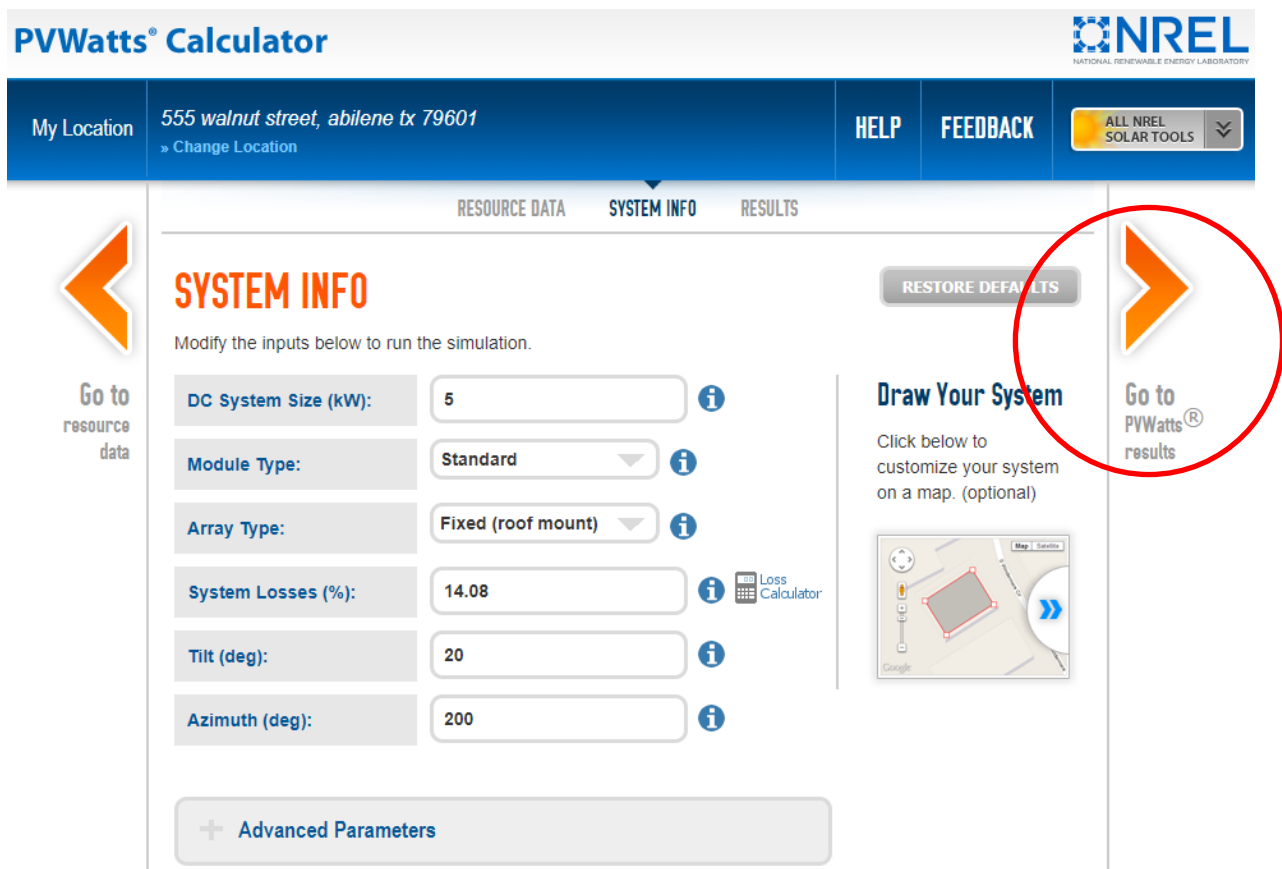 PVWatts® Calculator
NREL
NATIONAL RENEWABLE ENERGY LABORATORY
My Location
555 walnut street, abilene tx 79601
» Change Location
HELP
FEEDBACK
ALL NREL
SOLAR TOOLS
RESOURCE DATA
SYSTEM INFO
RESULTS
Go to
resource
data
SYSTEM INFO
RESTORE DEFAULTS
Modify the inputs below to run the simulation.
DC System Size (kW):
5
Module Type:
Standard
Array Type:
Fixed (roof mount)
System Losses (%):
14.08
Loss
Calculator
Tilt (deg):
20
Azimuth (deg):
200
Advanced Parameters
Draw Your System
Click below to
customize your system
on a map. (optional)
Map Satellite
Google
Go to
PVWatts®
results